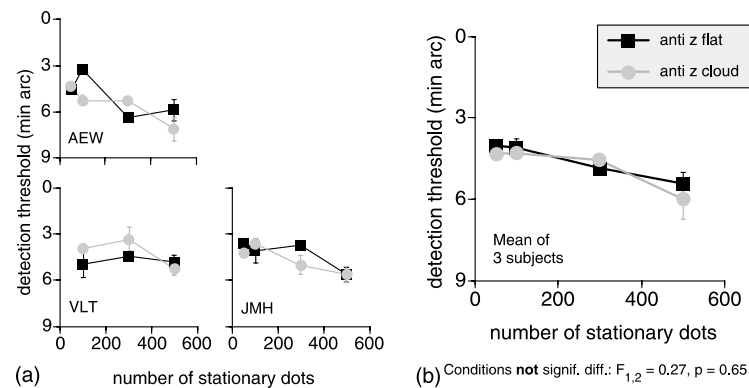 0
3
6
9
AEW
detection threshold (min arc)
0
3
6
9
VLT
0 200 400 600
JMH
0 200 400 600
number of stationary dots
(a)
anti z flat
anti z cloud
0
3
6
9
detection threshold (min arc)
Mean of
3 subjects
0 200 400 600
number of stationary dots
(b) Conditions not signif. diff.: F1,2 = 0.27, p = 0.65